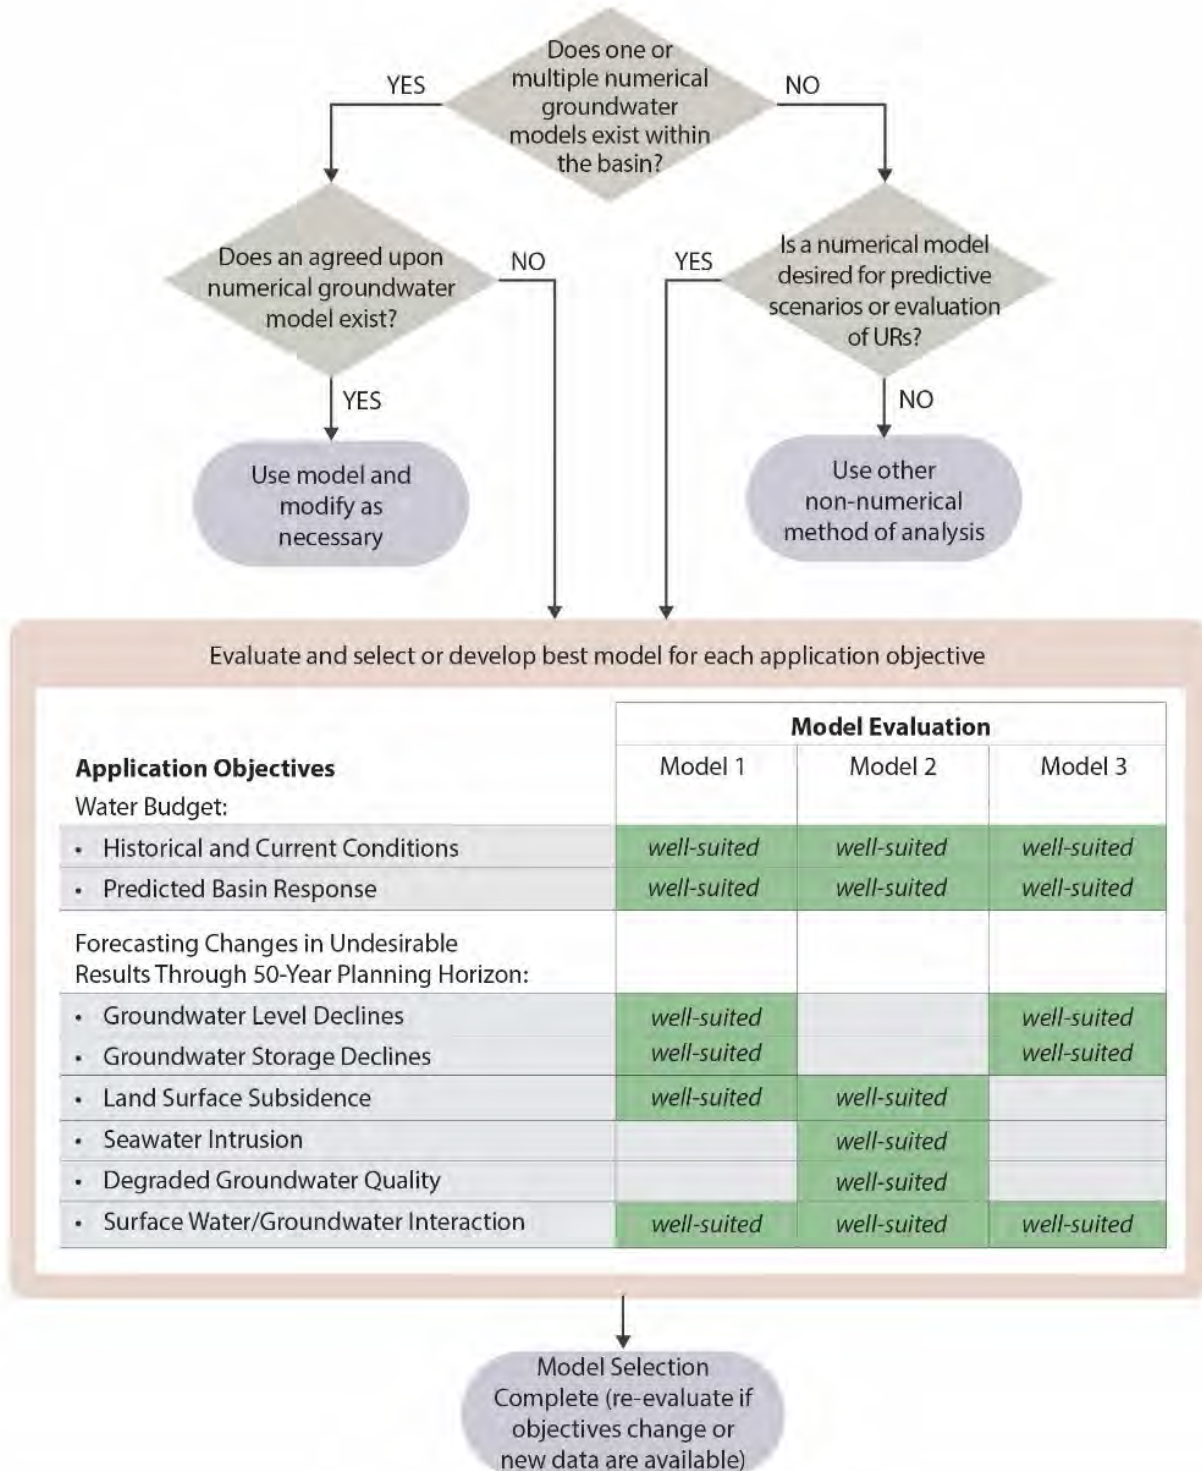 Does one or
multiple numerical
groundwater
models exist within
the basin?
YES
NO
Does an agreed upon
numerical groundwater
model exist?
NO
YES
Is a numerical model
desired for predictive
scenarios or evaluation
of URs?
YES
NO
Use model and
modify as
necessary
Use other
non-numerical
method of analysis
Evaluate and select or develop best model for each application objective
Model Evaluation
Application Objectives Model 1 Model 2 Model 3
Water Budget:
• Historical and Current Conditions well-suited well-suited well-suited
• Predicted Basin Response well-suited well-suited well-suited
Forecasting Changes in Undesirable
Results Through 50-Year Planning Horizon:
• Groundwater Level Declines well-suited well-suited
• Groundwater Storage Declines well-suited well-suited
• Land Surface Subsidence well-suited well-suited
• Seawater Intrusion well-suited
• Degraded Groundwater Quality well-suited
• Surface Water/Groundwater Interaction well-suited well-suited well-suited
Model Selection
Complete (re-evaluate if
objectives change or
new data are available)